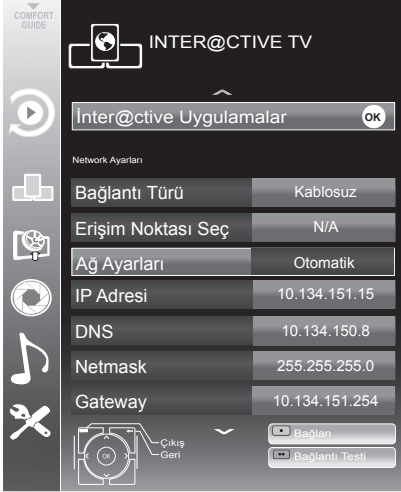 COMFORT
GUIDE
INTER@CTIVE TV
İnter@ctive Uygulamalar OK
Network Ayarları
Bağlantı Türü Kablosuz
Erişim Noktası Seç N/A
Ağ Ayarları Otomatik
IP Adresi 10.134.151.15
DNS 10.134.150.8
Netmask 255.255.255.0
Gateway 10.134.151.254
OK
Çıkış
Geri
Bağlan
Bağlantı Testi